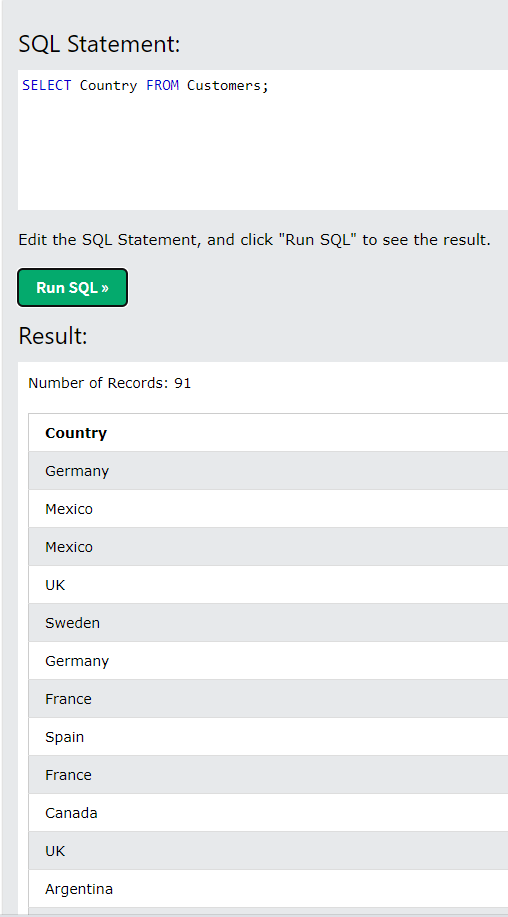 SQL Statement:
SELECT Country FROM Customers;
Edit the SQL Statement, and click "Run SQL" to see the result.
Run SQL »
Result:
Number of Records: 91
Country
Germany
Mexico
Mexico
UK
Sweden
Germany
France
Spain
France
Canada
UK
Argentina